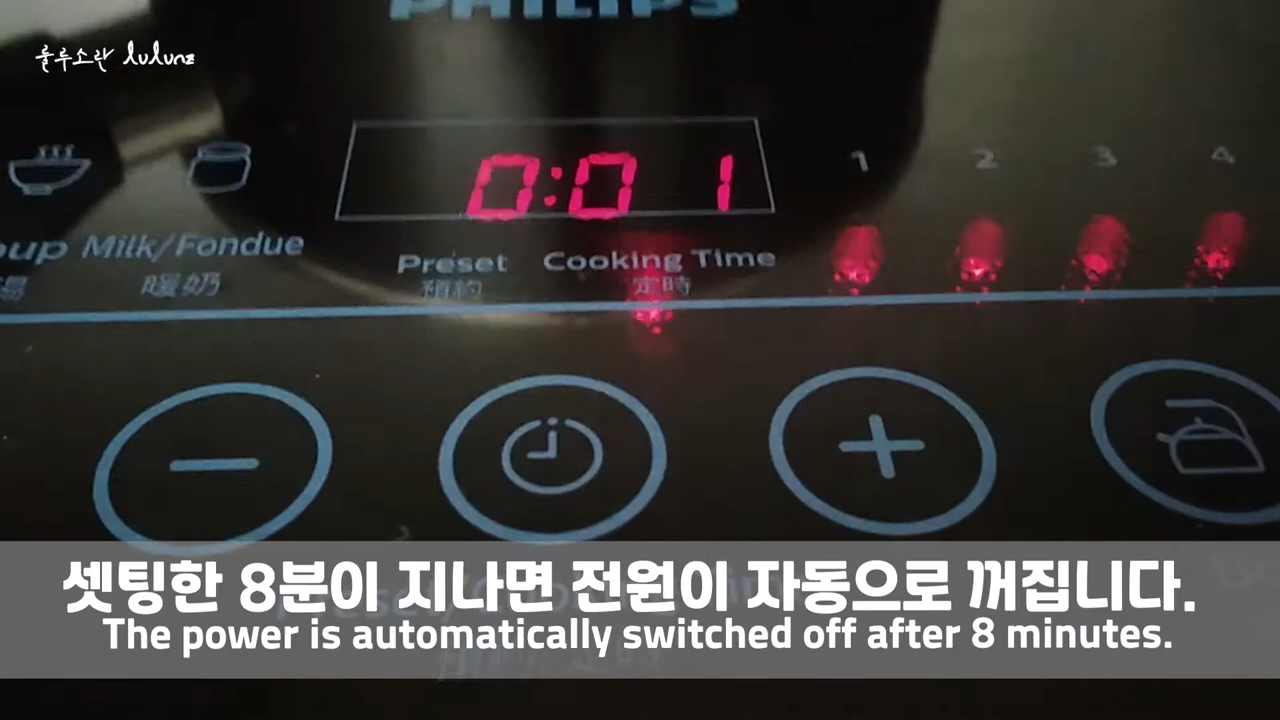 PHILIPS
룰루소란 lulunz
0:01
1 2 3 4
Milk/Fondue
暖奶
Preset
預約
Cooking Time
定時
셋팅한 8분이 지나면 전원이 자동으로 꺼집니다.
The power is automatically switched off after 8 minutes.